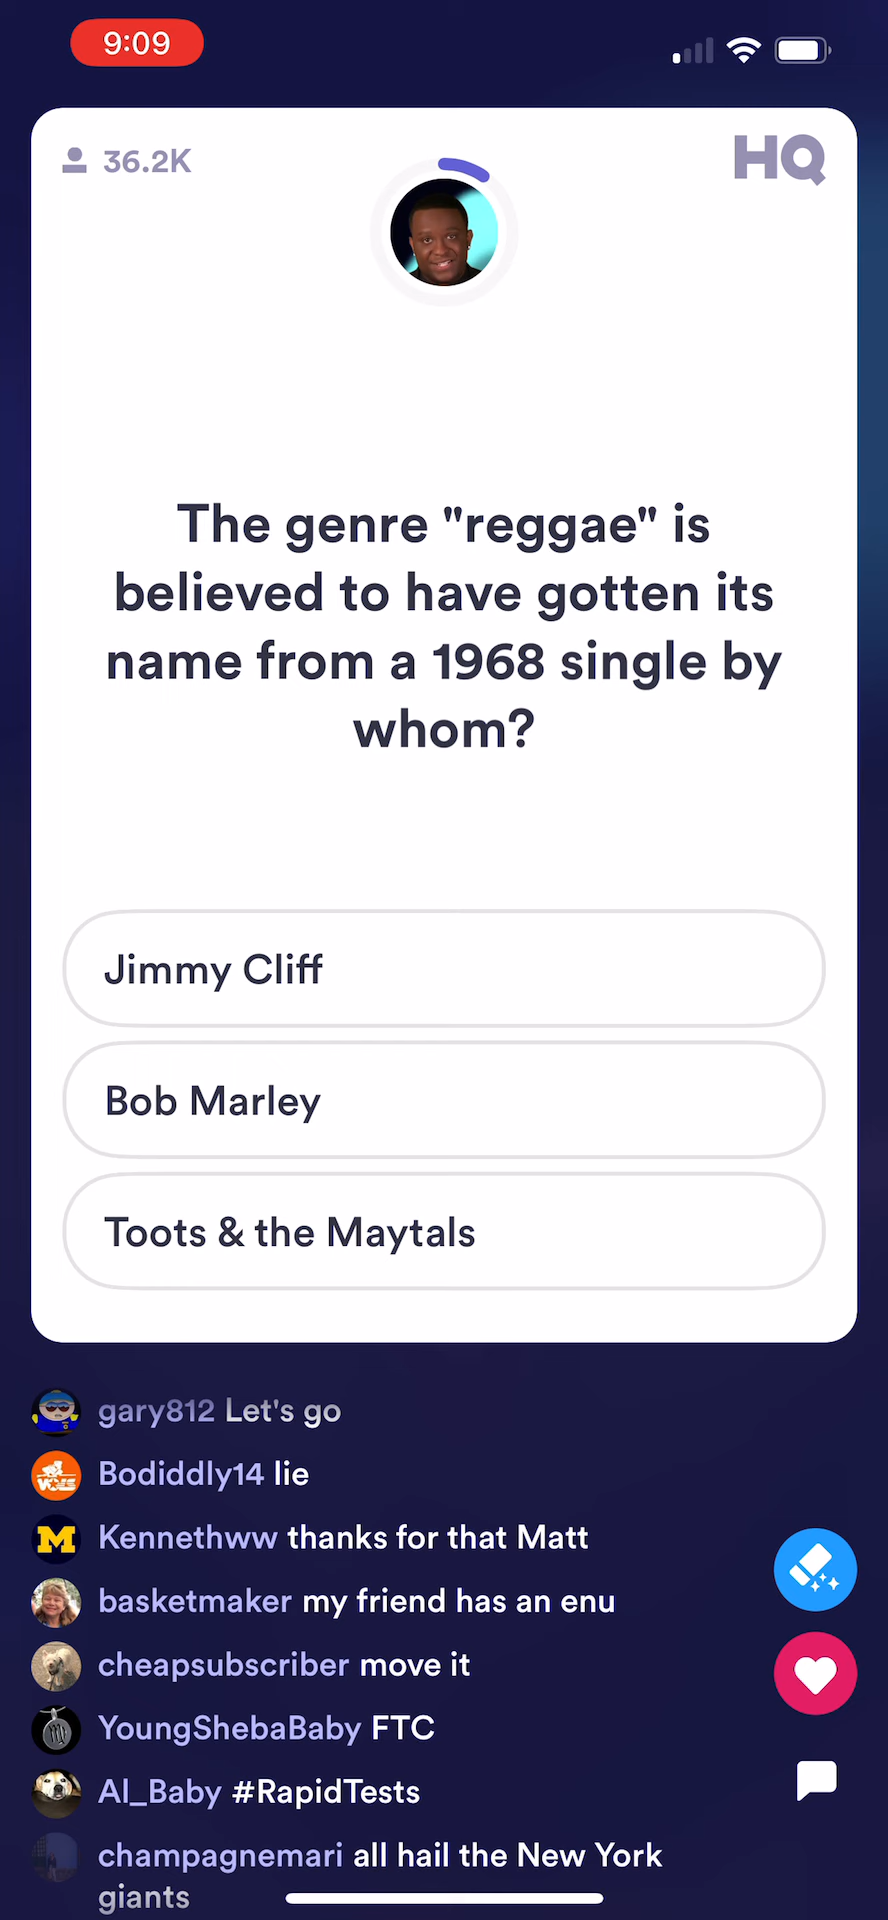 9:09
36.2K
HQ
The genre "reggae" is
believed to have gotten its
name from a 1968 single by
whom?
Jimmy Cliff
Bob Marley
Toots & the Maytals
gary812 Let's go
Bodiddly14 lie
Kennethww thanks for that Matt
M
basketmaker my friend has an enu
cheapsubscriber move it
YoungShebaBaby FTC
Al_Baby #RapidTests
champagnemari all hail the New York
giants